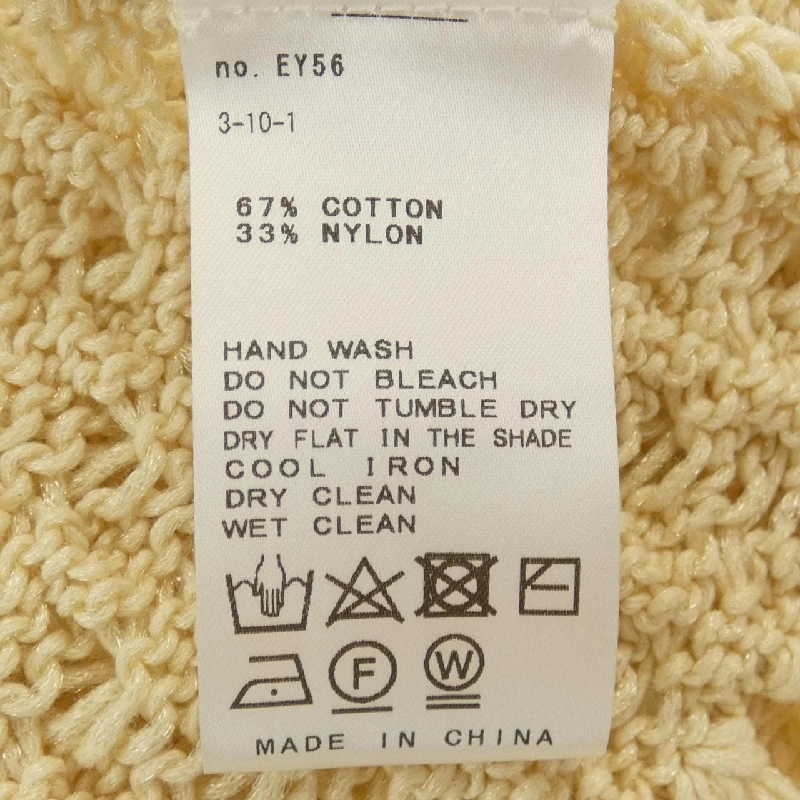 no. EY56
3-10-1
67% COTTON
33% NYLON
HAND WASH
DO NOT BLEACH
DO NOT TUMBLE DRY
DRY FLAT IN THE SHADE
COOL IRON
DRY CLEAN
WET CLEAN
F W
MADE IN CHINA